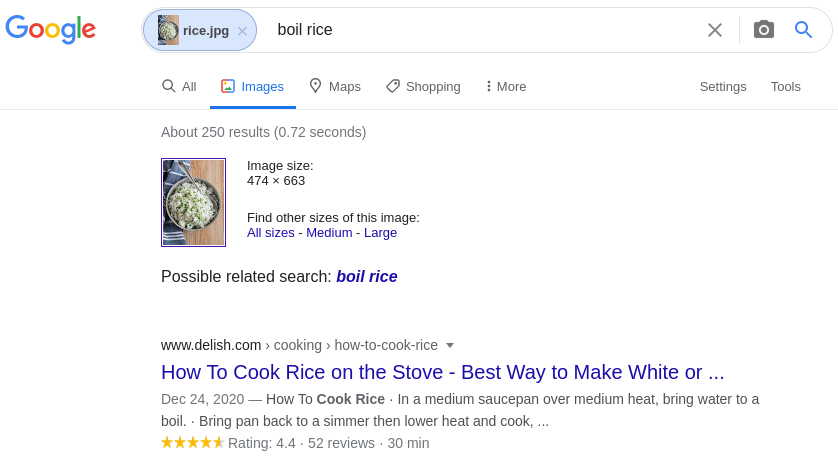 Google rice.jpg boil rice
All Images Maps Shopping More Settings Tools
About 250 results (0.72 seconds)
Image size:
474 × 663
Find other sizes of this image:
All sizes - Medium - Large
Possible related search: boil rice
www.delish.com › cooking › how-to-cook-rice
How To Cook Rice on the Stove - Best Way to Make White or ...
Dec 24, 2020 — How To Cook Rice · In a medium saucepan over medium heat, bring water to a
boil. · Bring pan back to a simmer then lower heat and cook, ...
Rating: 4.4 · 52 reviews · 30 min